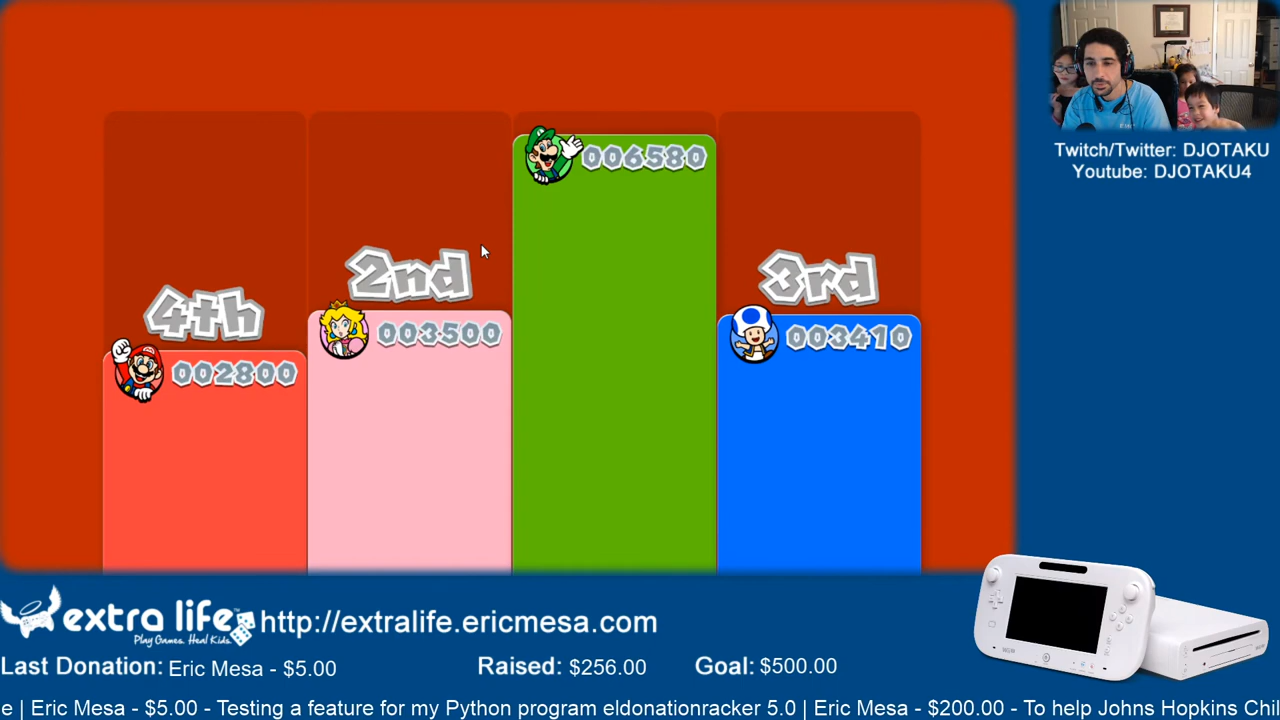 006580
2nd
3rd
4th
003500
003410
002800
Twitch/Twitter: DJOTAKU
Youtube: DJOTAKU4
extra life
Play Games. Heal Kids.
http://extralife.ericmesa.com
Last Donation: Eric Mesa - $5.00
Raised: $256.00
Goal: $500.00
e | Eric Mesa - $5.00 - Testing a feature for my Python program eldonationracker 5.0 | Eric Mesa - $200.00 - To help Johns Hopkins Chil